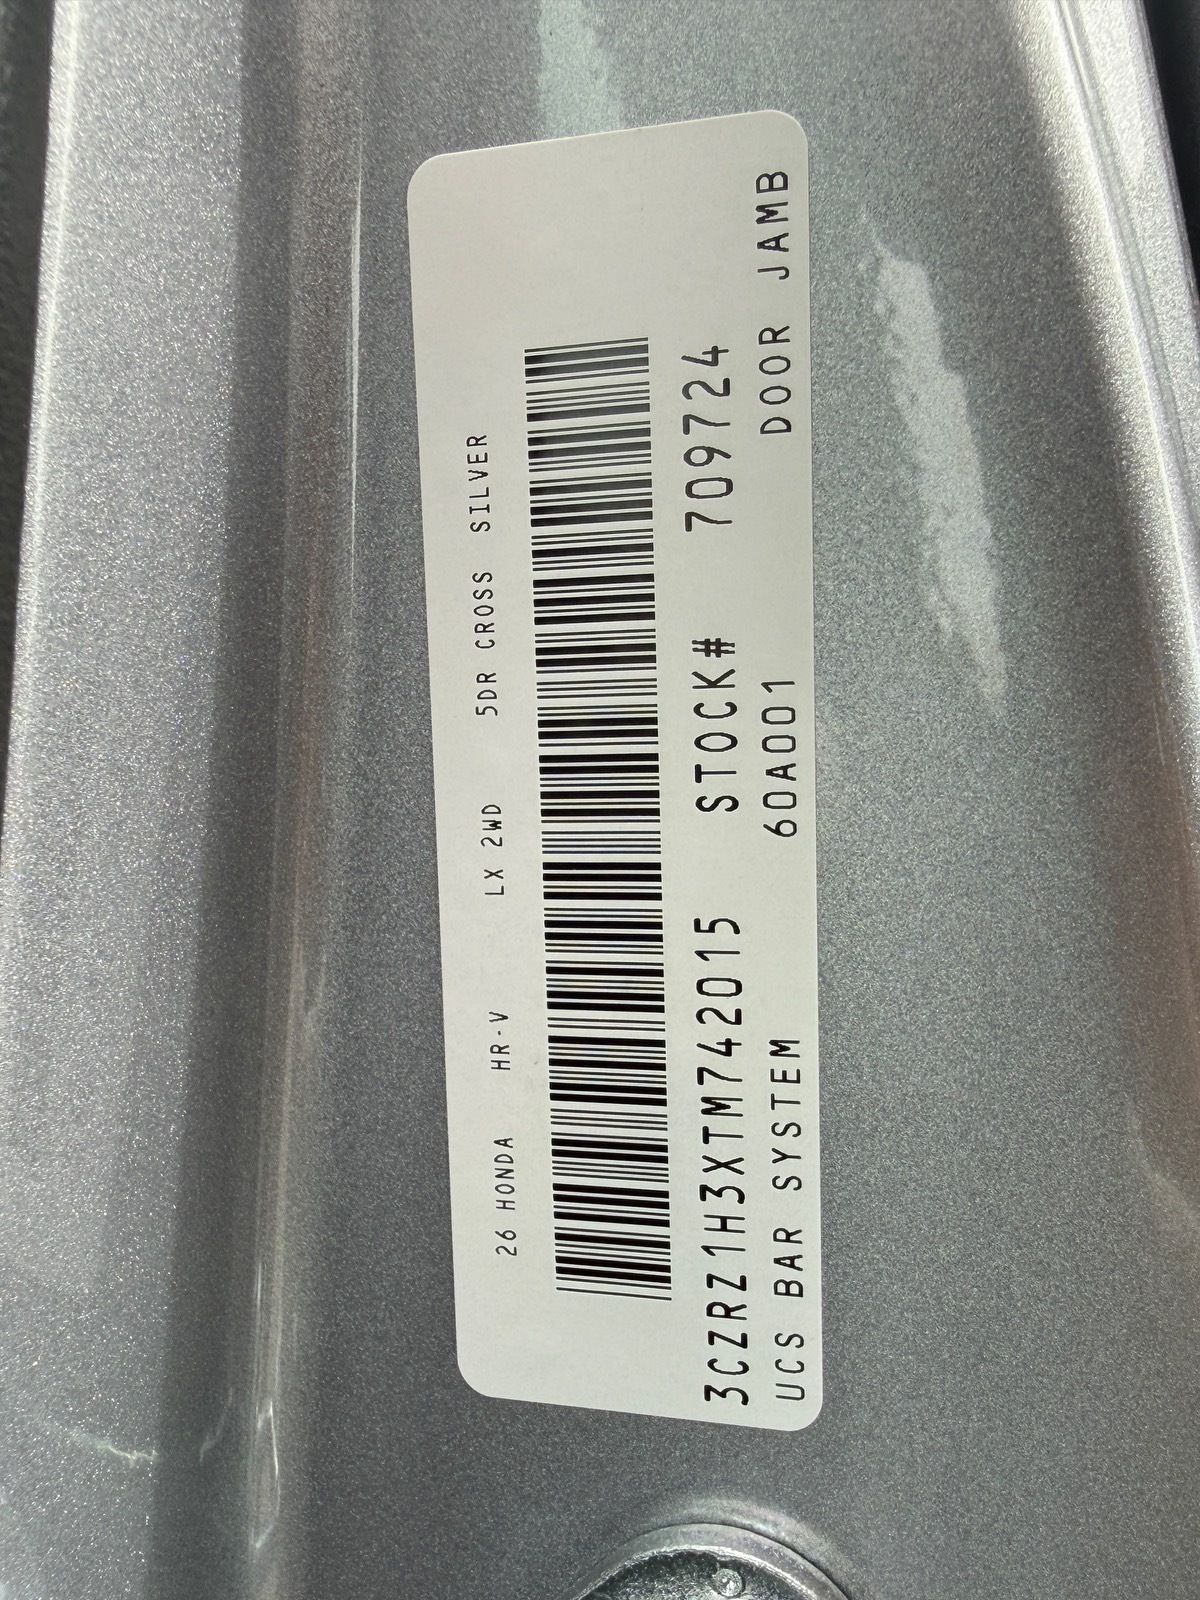 26 HONDA HR-V LX 2WD 5DR CROSS SILVER
3CZRZ1H3XTM742015 STOCK# 709724
UCS BAR SYSTEM 60A001 DOOR JAMB